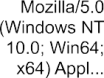 Mozilla/5.0
(Windows NT
10.0; Win64;
x64) Appl...